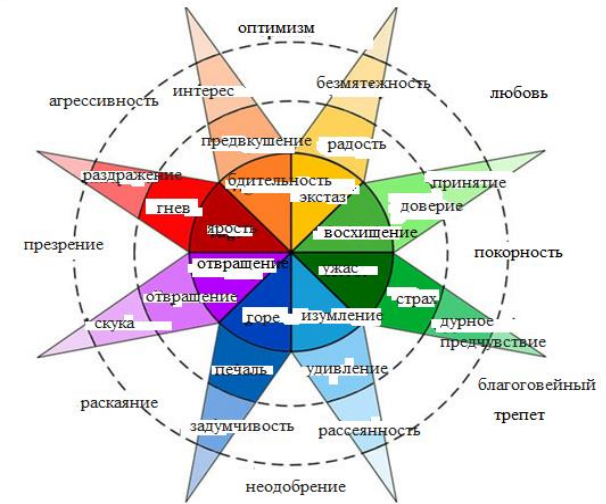 оптимизм
интерес
безмятежность
любовь
агрессивность
предвкушение
радость
раздражение
бдительность
экстаз
принятие
гнев
доверие
ярость
восхищение
презрение
покорность
отвращение
ужас
отвращение
страх
скука
горе
изумление
дурное
предчувствие
печаль
удивление
благоговейный
трепет
раскаяние
задумчивость
рассеянность
неодобрение